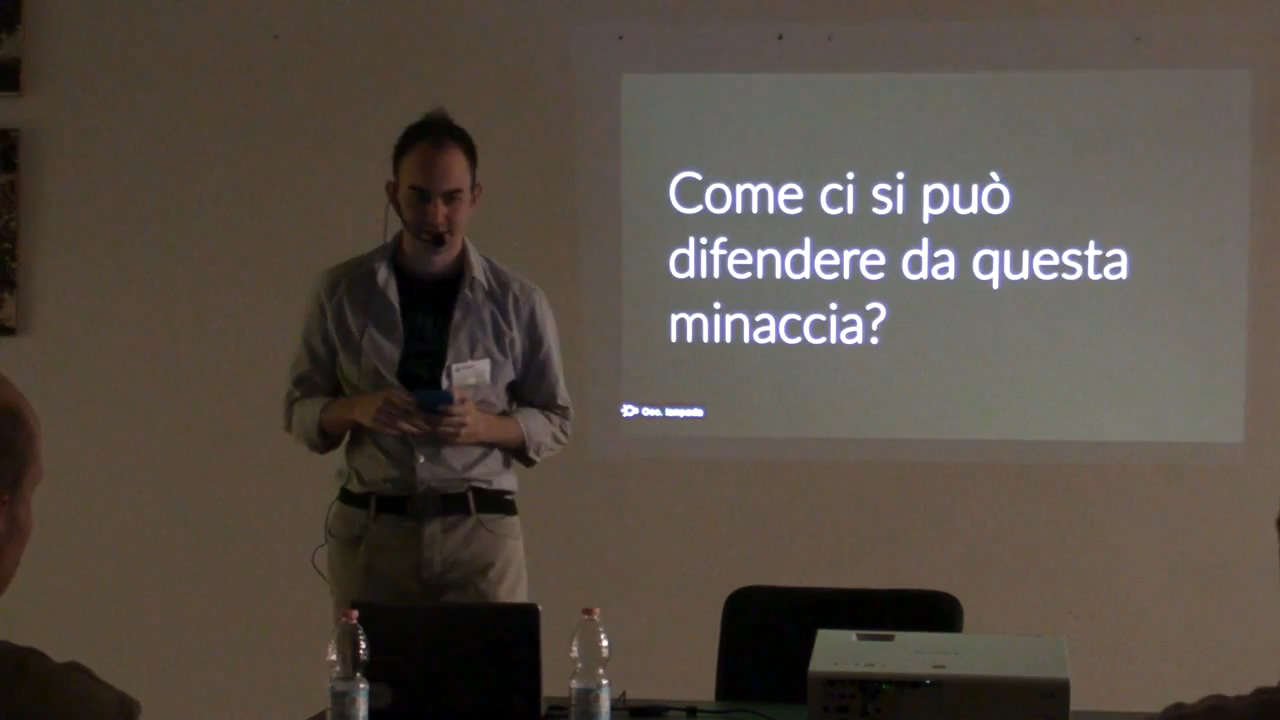 Come ci si può
difendere da questa
minaccia?